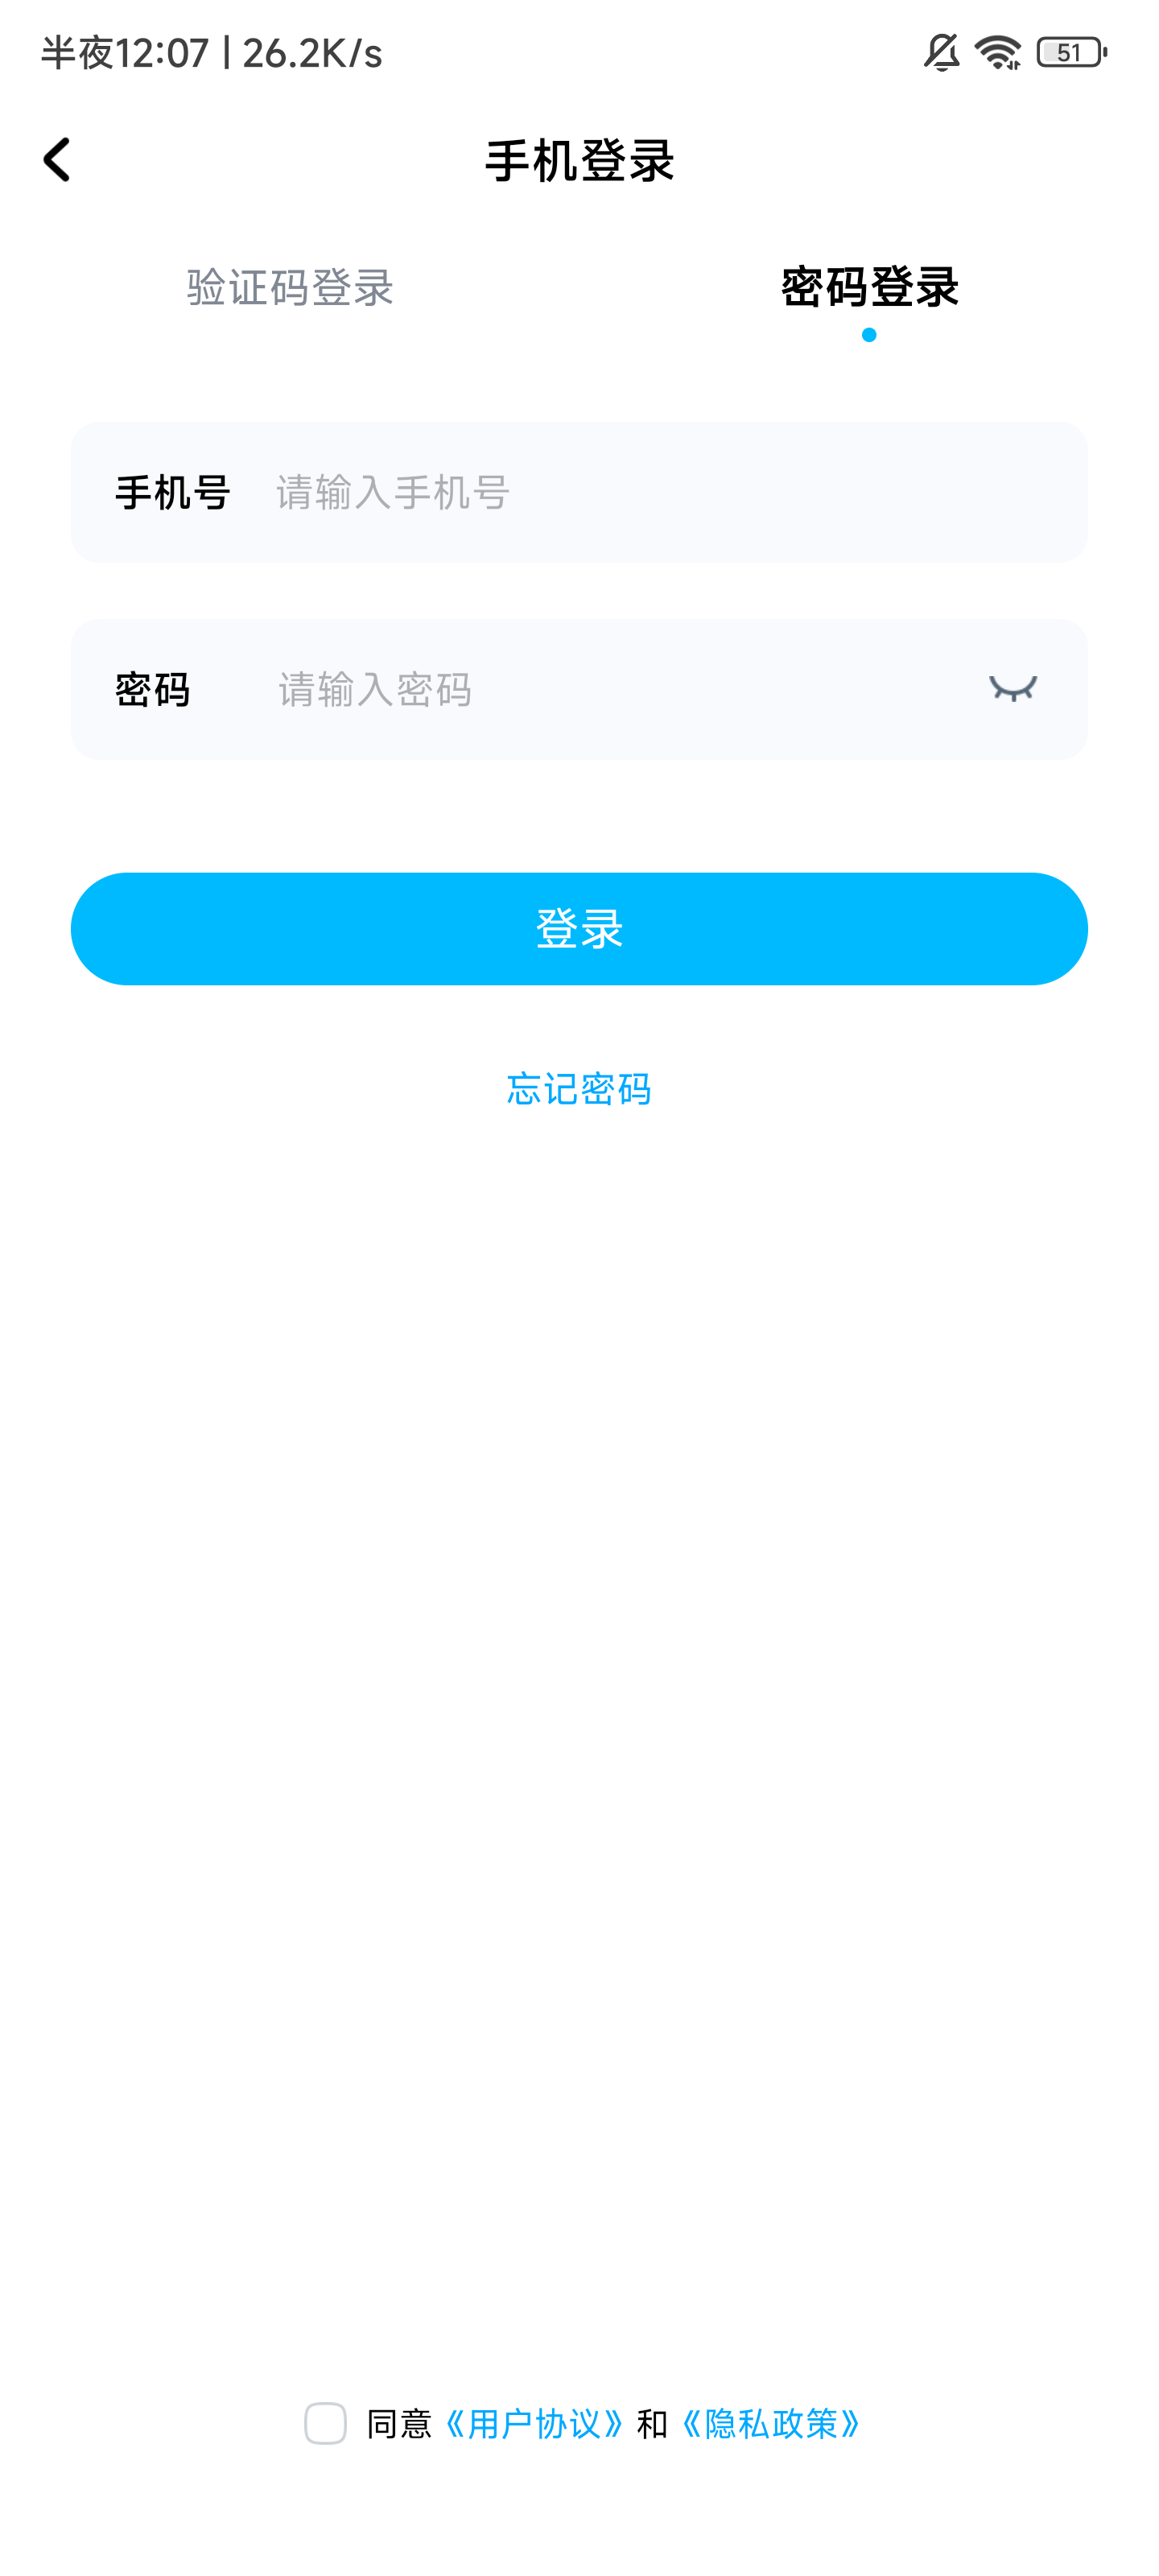 半夜12:07 | 26.2K/s
51
手机登录
验证码登录 密码登录
手机号 请输入手机号
密码 请输入密码
登录
忘记密码
同意《用户协议》和《隐私政策》